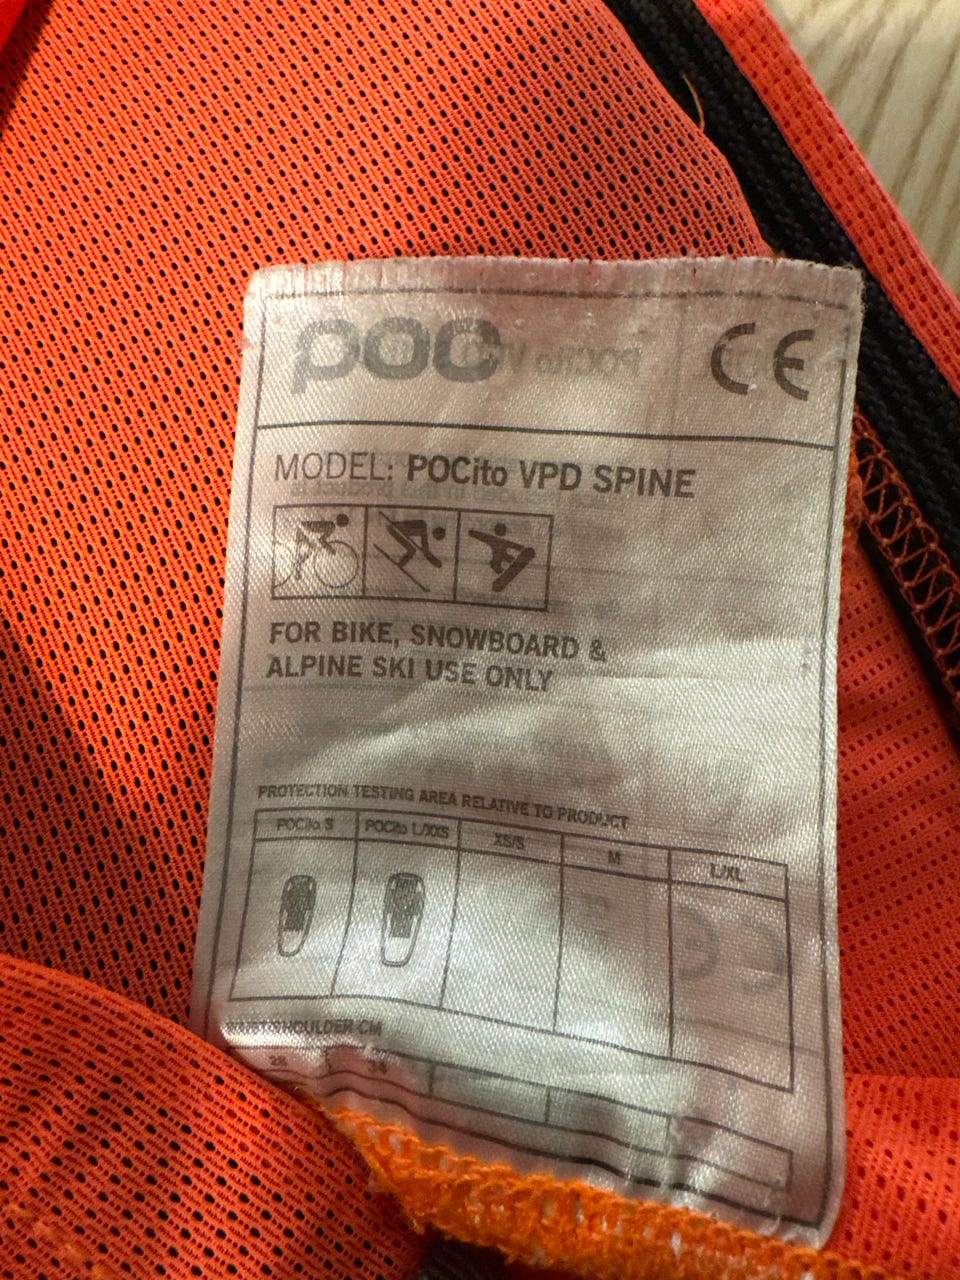 poc
CE
MODEL: POCito VPD SPINE
FOR BIKE, SNOWBOARD &
ALPINE SKI USE ONLY
PROTECTION TESTING AREA RELATIVE TO PRODUCT
POCito S POCito L/XXS XS/S M L/XL
WAIST-SHOULDER CM